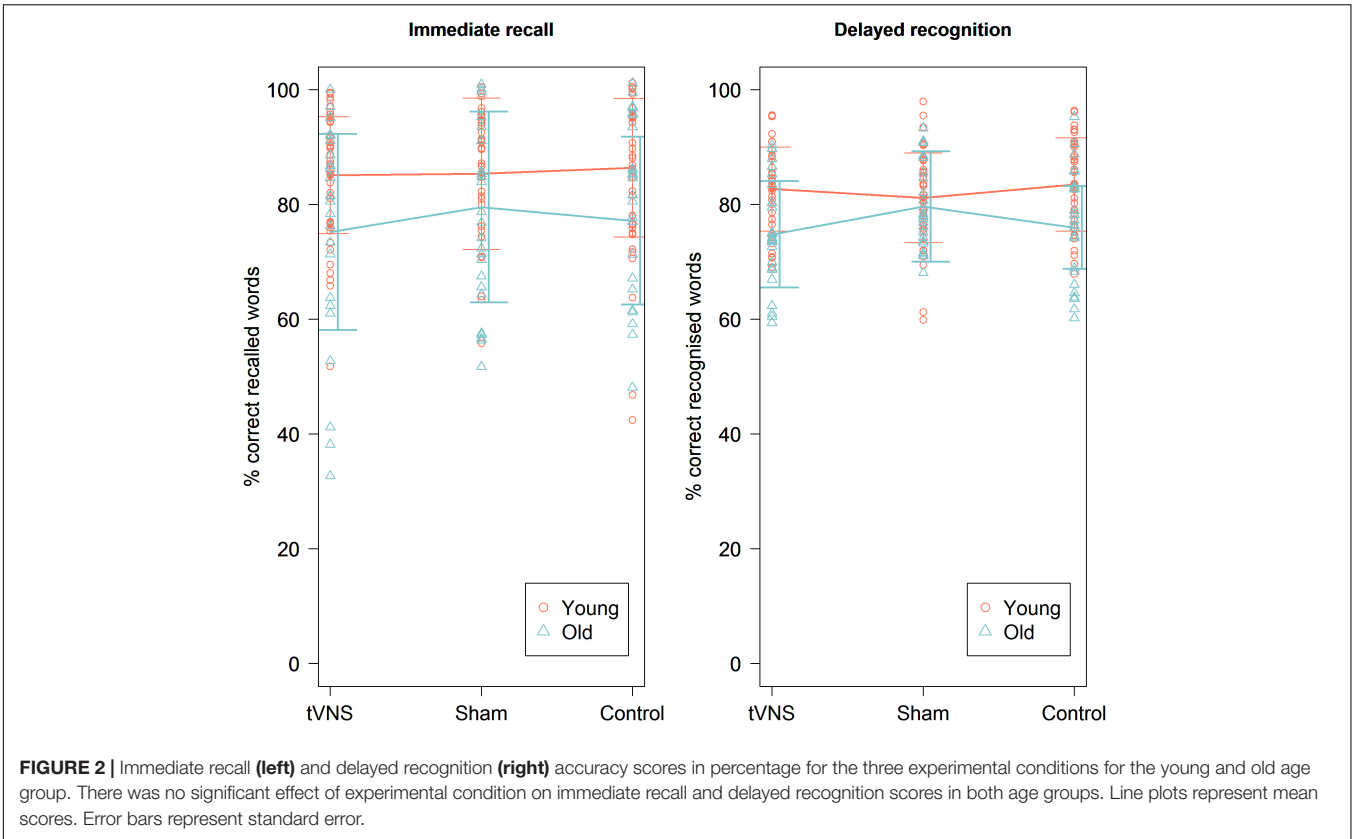 Immediate recall
Delayed recognition
% correct recalled words
100
80
60
40
20
0
tVNS
Sham
Control
Young
Old
% correct recognised words
100
80
60
40
20
0
tVNS
Sham
Control
Young
Old
FIGURE 2 | Immediate recall (left) and delayed recognition (right) accuracy scores in percentage for the three experimental conditions for the young and old age
group. There was no significant effect of experimental condition on immediate recall and delayed recognition scores in both age groups. Line plots represent mean
scores. Error bars represent standard error.